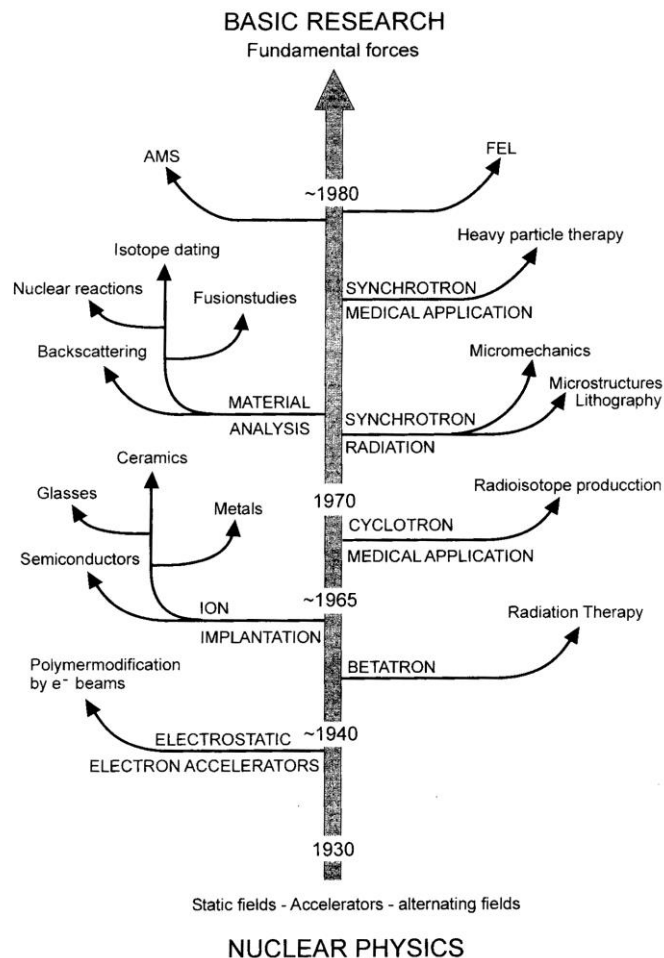 BASIC RESEARCH
Fundamental forces
AMS
FEL
~1980
Isotope dating
Heavy particle therapy
Nuclear reactions
Fusionstudies
SYNCHROTRON
MEDICAL APPLICATION
Backscattering
Micromechanics
Microstructures
Lithography
MATERIAL
ANALYSIS
SYNCHROTRON
RADIATION
Ceramics
Glasses
Metals
1970
Radioisotope producction
Semiconductors
CYCLOTRON
MEDICAL APPLICATION
ION
IMPLANTATION
~1965
Radiation Therapy
Polymermodification
by e⁻ beams
BETATRON
ELECTROSTATIC
ELECTRON ACCELERATORS
~1940
1930
Static fields - Accelerators - alternating fields
NUCLEAR PHYSICS